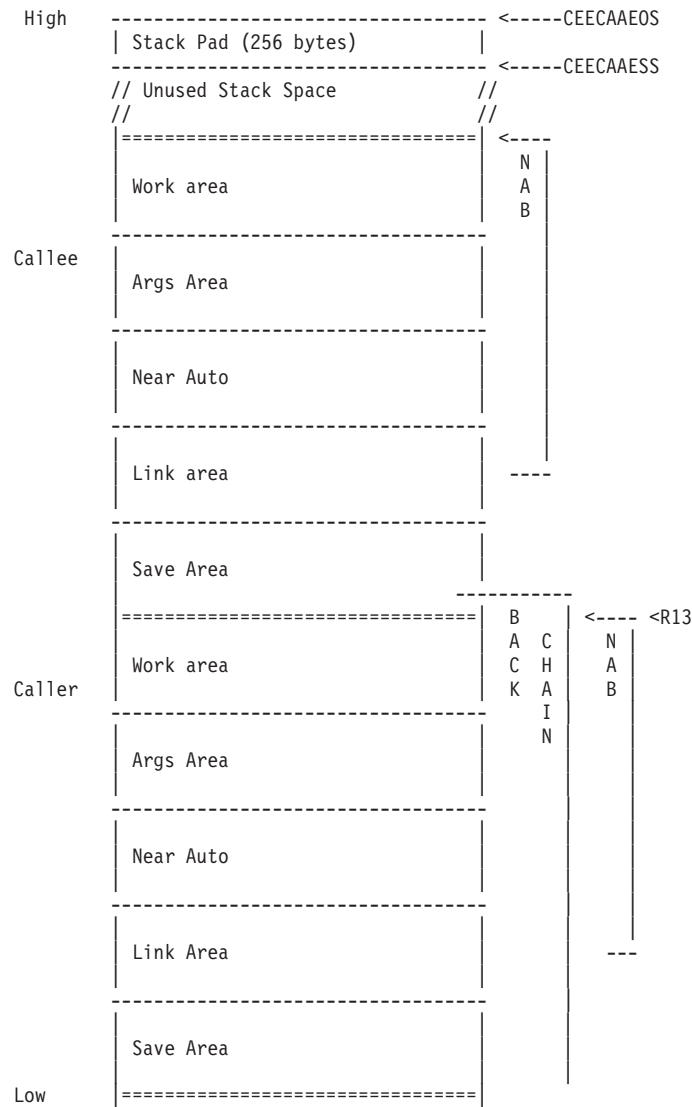 High <-----CEECAAEOS
| Stack Pad (256 bytes) |
<-----CEECAAESS
// Unused Stack Space //
// //
|==================================| <----
N
Work area A
B
Callee
Args Area
Near Auto
Link area ----
Save Area
|==================================| B <---- <R13
A C N
Work area C H A
Caller K A B
I
Args Area N
Near Auto
Link Area ---
Save Area
Low |==================================|